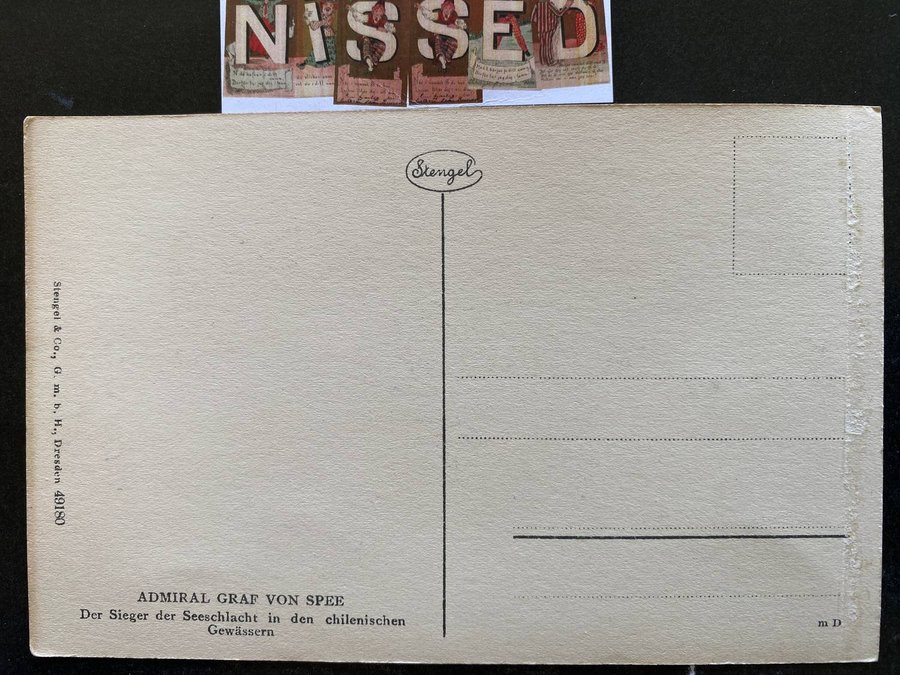 NISSED
Stengel
Stengel & Co., G. m. b. H., Dresden 49180
ADMIRAL GRAF VON SPEE
Der Sieger der Seeschlacht in den chilenischen
Gewässern
m D